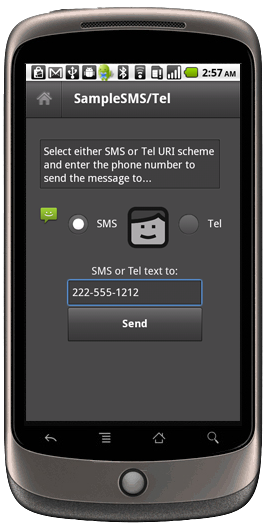 2:57 AM
SampleSMS/Tel
Select either SMS or Tel URI scheme
and enter the phone number to
send the message to...
SMS
Tel
SMS or Tel text to:
222-555-1212
Send